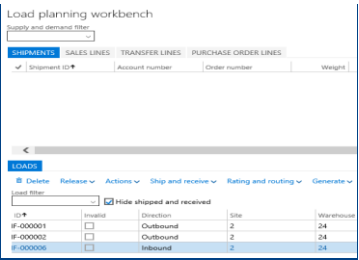 Load planning workbench
Supply and demand filter
SHIPMENTS SALES LINES TRANSFER LINES PURCHASE ORDER LINES
Shipment ID Account number Order number Weight
LOADS
Delete Release Actions Ship and receive Rating and routing Generate
Load filter
Hide shipped and received
ID Invalid Direction Site Warehouse
IF-000001 Outbound 2 24
IF-000002 Outbound 2 24
IF-000006 Inbound 2 24